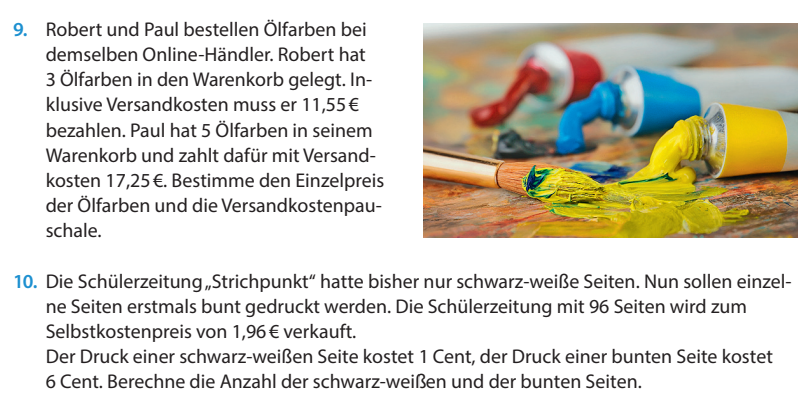 9. Robert und Paul bestellen Ölfarben bei
demselben Online-Händler. Robert hat
3 Ölfarben in den Warenkorb gelegt. In-
klusive Versandkosten muss er 11,55 €
bezahlen. Paul hat 5 Ölfarben in seinem
Warenkorb und zahlt dafür mit Versand-
kosten 17,25 €. Bestimme den Einzelpreis
der Ölfarben und die Versandkostenpau-
schale.
10. Die Schülerzeitung „Strichpunkt“ hatte bisher nur schwarz-weiße Seiten. Nun sollen einzel-
ne Seiten erstmals bunt gedruckt werden. Die Schülerzeitung mit 96 Seiten wird zum
Selbstkostenpreis von 1,96 € verkauft.
Der Druck einer schwarz-weißen Seite kostet 1 Cent, der Druck einer bunten Seite kostet
6 Cent. Berechne die Anzahl der schwarz-weißen und der bunten Seiten.